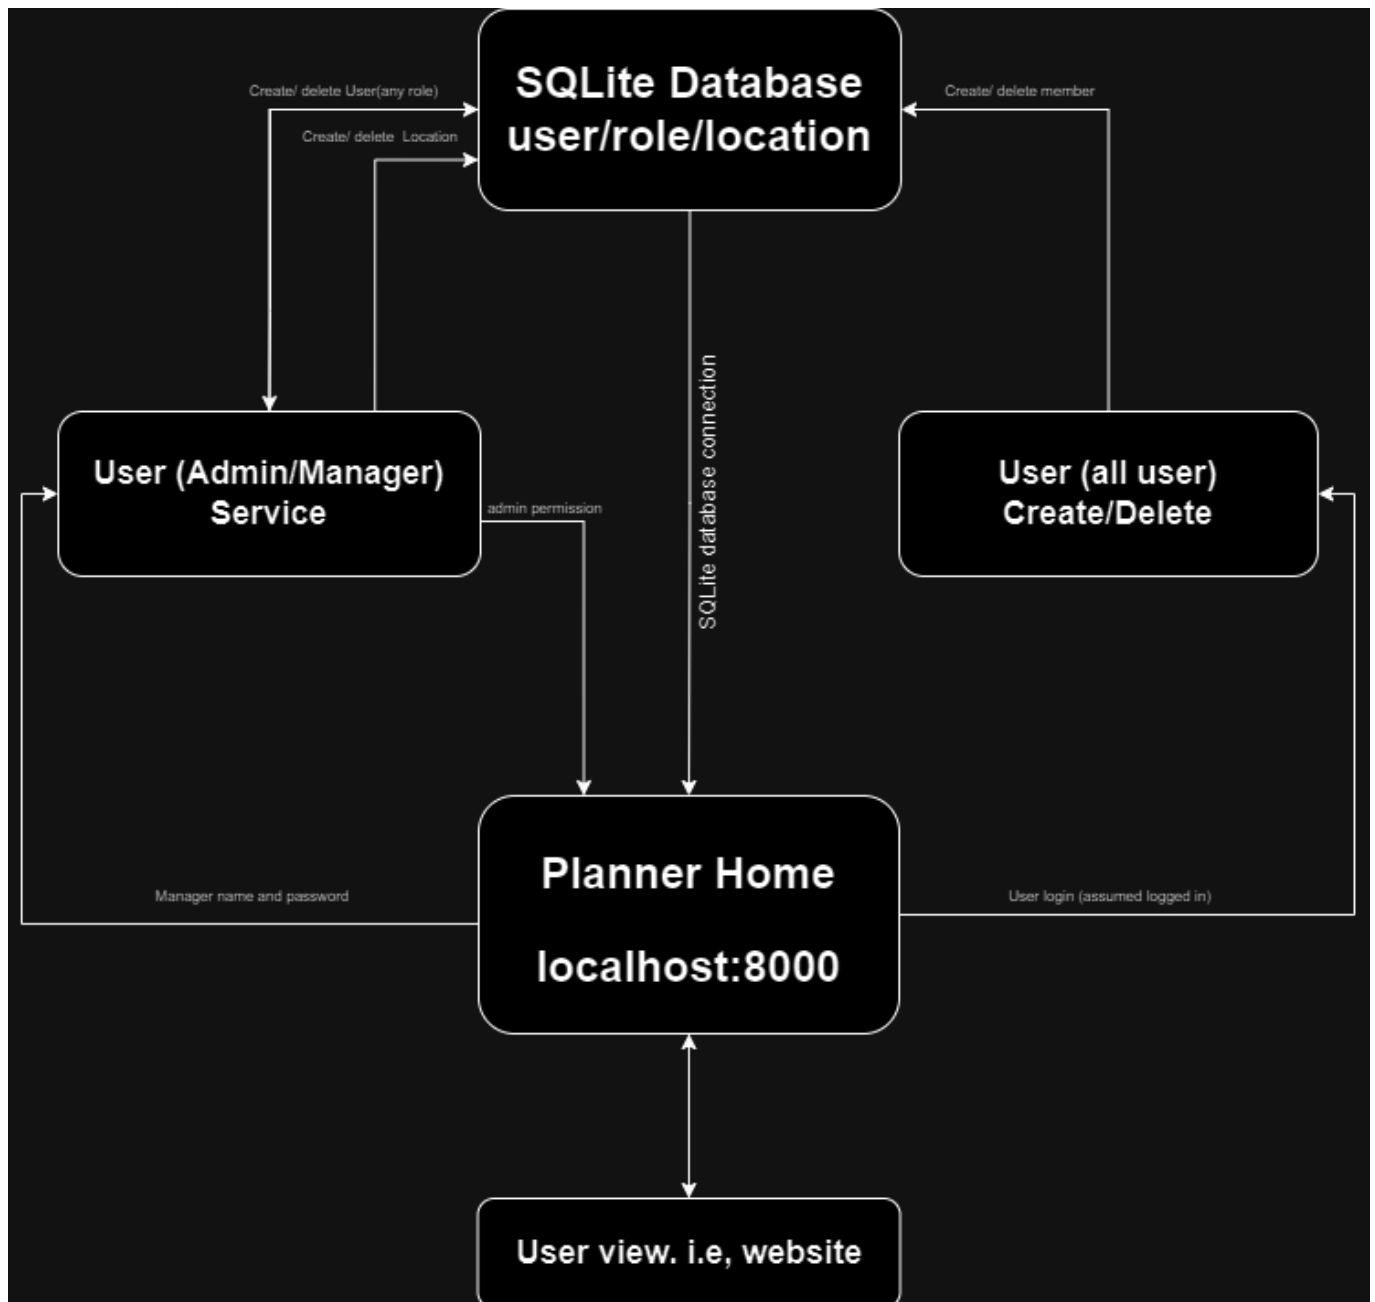 SQLite Database
user/role/location
Create/ delete User(any role)
Create/ delete member
Create/ delete  Location
SQLite database connection
User (Admin/Manager)
Service
User (all user)
Create/Delete
admin permission
Planner Home
localhost:8000
Manager name and password
User login (assumed logged in)
User view. i.e, website